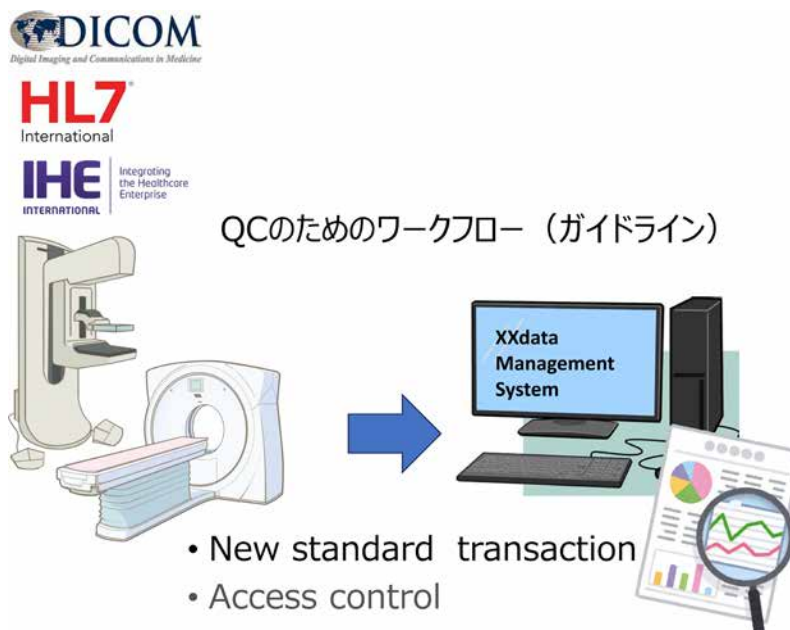 DICOM
Digital Imaging and Communications in Medicine
HL7®
International
IHE
INTERNATIONAL
Integrating
the Healthcare
Enterprise
QCのためのワークフロー（ガイドライン）
XXdata
Management
System
• New standard transaction
• Access control